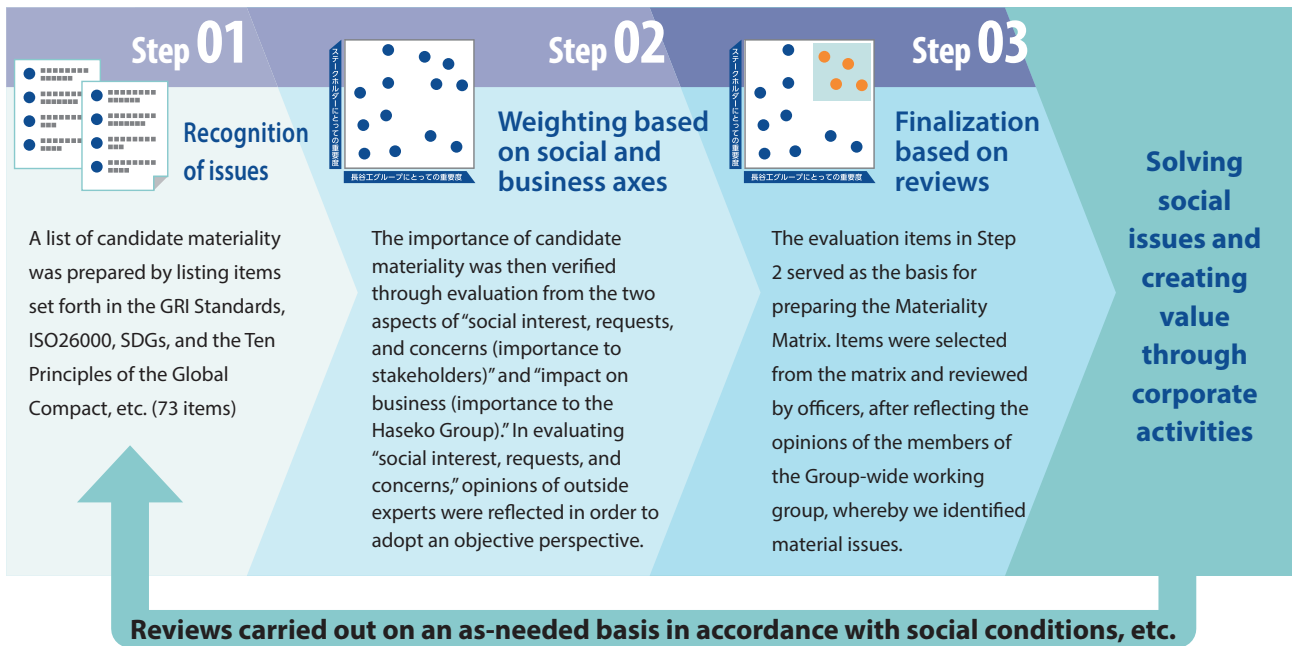 Step 01
Recognition
of issues
A list of candidate materiality
was prepared by listing items
set forth in the GRI Standards,
ISO26000, SDGs, and the Ten
Principles of the Global
Compact, etc. (73 items)
ステークホルダーにとっての重要度
長谷工グループにとっての重要度
Step 02
Weighting based
on social and
business axes
The importance of candidate
materiality was then verified
through evaluation from the two
aspects of “social interest, requests,
and concerns (importance to
stakeholders)” and “impact on
business (importance to the
Haseko Group).” In evaluating
“social interest, requests, and
concerns,” opinions of outside
experts were reflected in order to
adopt an objective perspective.
ステークホルダーにとっての重要度
長谷工グループにとっての重要度
Step 03
Finalization
based on
reviews
The evaluation items in Step
2 served as the basis for
preparing the Materiality
Matrix. Items were selected
from the matrix and reviewed
by officers, after reflecting the
opinions of the members of
the Group-wide working
group, whereby we identified
material issues.
Solving
social
issues and
creating
value
through
corporate
activities
Reviews carried out on an as-needed basis in accordance with social conditions, etc.